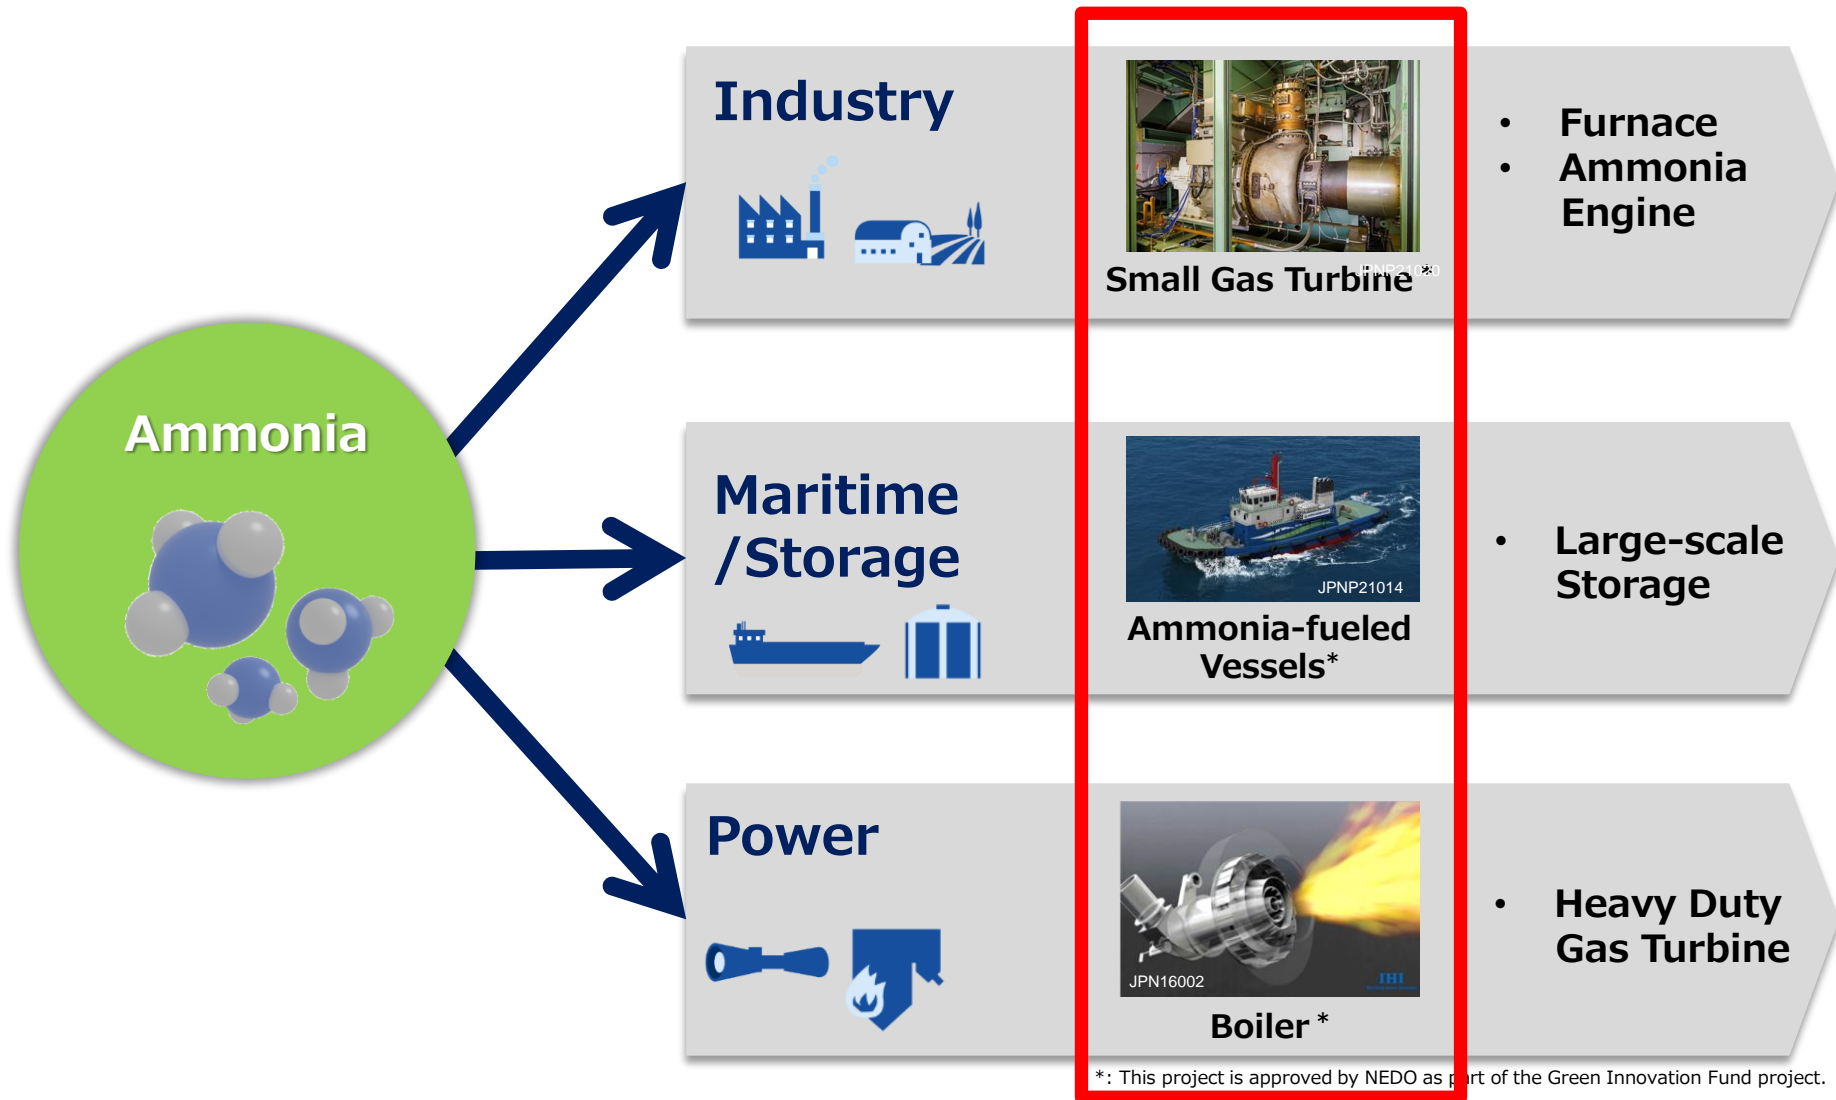 Industry
JPNP21020
Small Gas Turbine *
• Furnace
• Ammonia
Engine
Ammonia
Maritime
/Storage
JPNP21014
Ammonia-fueled
Vessels*
• Large-scale
Storage
Power
JPN16002
IHI
Boiler *
• Heavy Duty
Gas Turbine
*: This project is approved by NEDO as part of the Green Innovation Fund project.